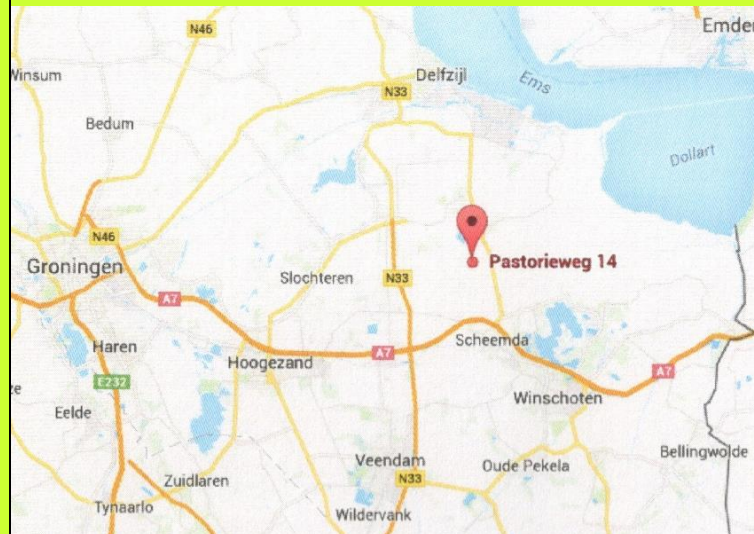 N46
Emden
Winsum
Delfzijl
Ems
N33
Bedum
Dollart
N46
Groningen
Pastorieweg 14
Slochteren
N33
A7
Haren
Scheemda
A7
Hoogezand
A7
E232
Winschoten
Eelde
Veendam
Oude Pekela
Bellingwolde
Zuidlaren
N33
Tynaarlo
Wildervank